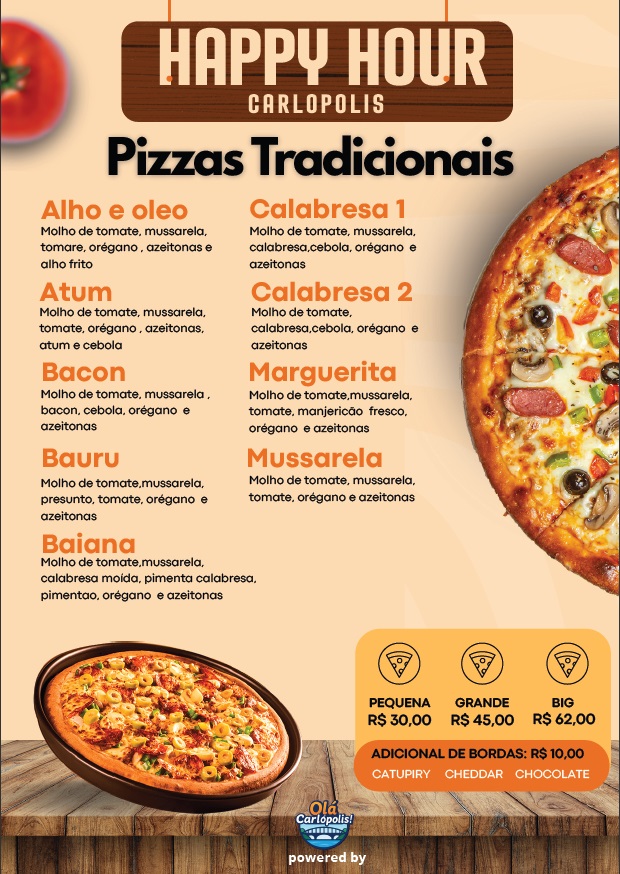 HAPPY HOUR
CARLOPOLIS
Pizzas Tradicionais
Alho e oleo
Molho de tomate, mussarela,
tomare, orégano , azeitonas e
alho frito
Atum
Molho de tomate, mussarela,
tomate, orégano , azeitonas,
atum e cebola
Bacon
Molho de tomate, mussarela ,
bacon, cebola, orégano e
azeitonas
Bauru
Molho de tomate,mussarela,
presunto, tomate, orégano e
azeitonas
Baiana
Molho de tomate,mussarela,
calabresa moída, pimenta calabresa,
pimentao, orégano e azeitonas
Calabresa 1
Molho de tomate, mussarela,
calabresa,cebola, orégano e
azeitonas
Calabresa 2
Molho de tomate,
calabresa,cebola, orégano e
azeitonas
Marguerita
Molho de tomate,mussarela,
tomate, manjericão fresco,
orégano e azeitonas
Mussarela
Molho de tomate, mussarela,
tomate, orégano e azeitonas
PEQUENA
R$ 30,00
GRANDE
R$ 45,00
BIG
R$ 62,00
ADICIONAL DE BORDAS: R$ 10,00
CATUPIRY CHEDDAR CHOCOLATE
Olá
Carlópolis!
powered by